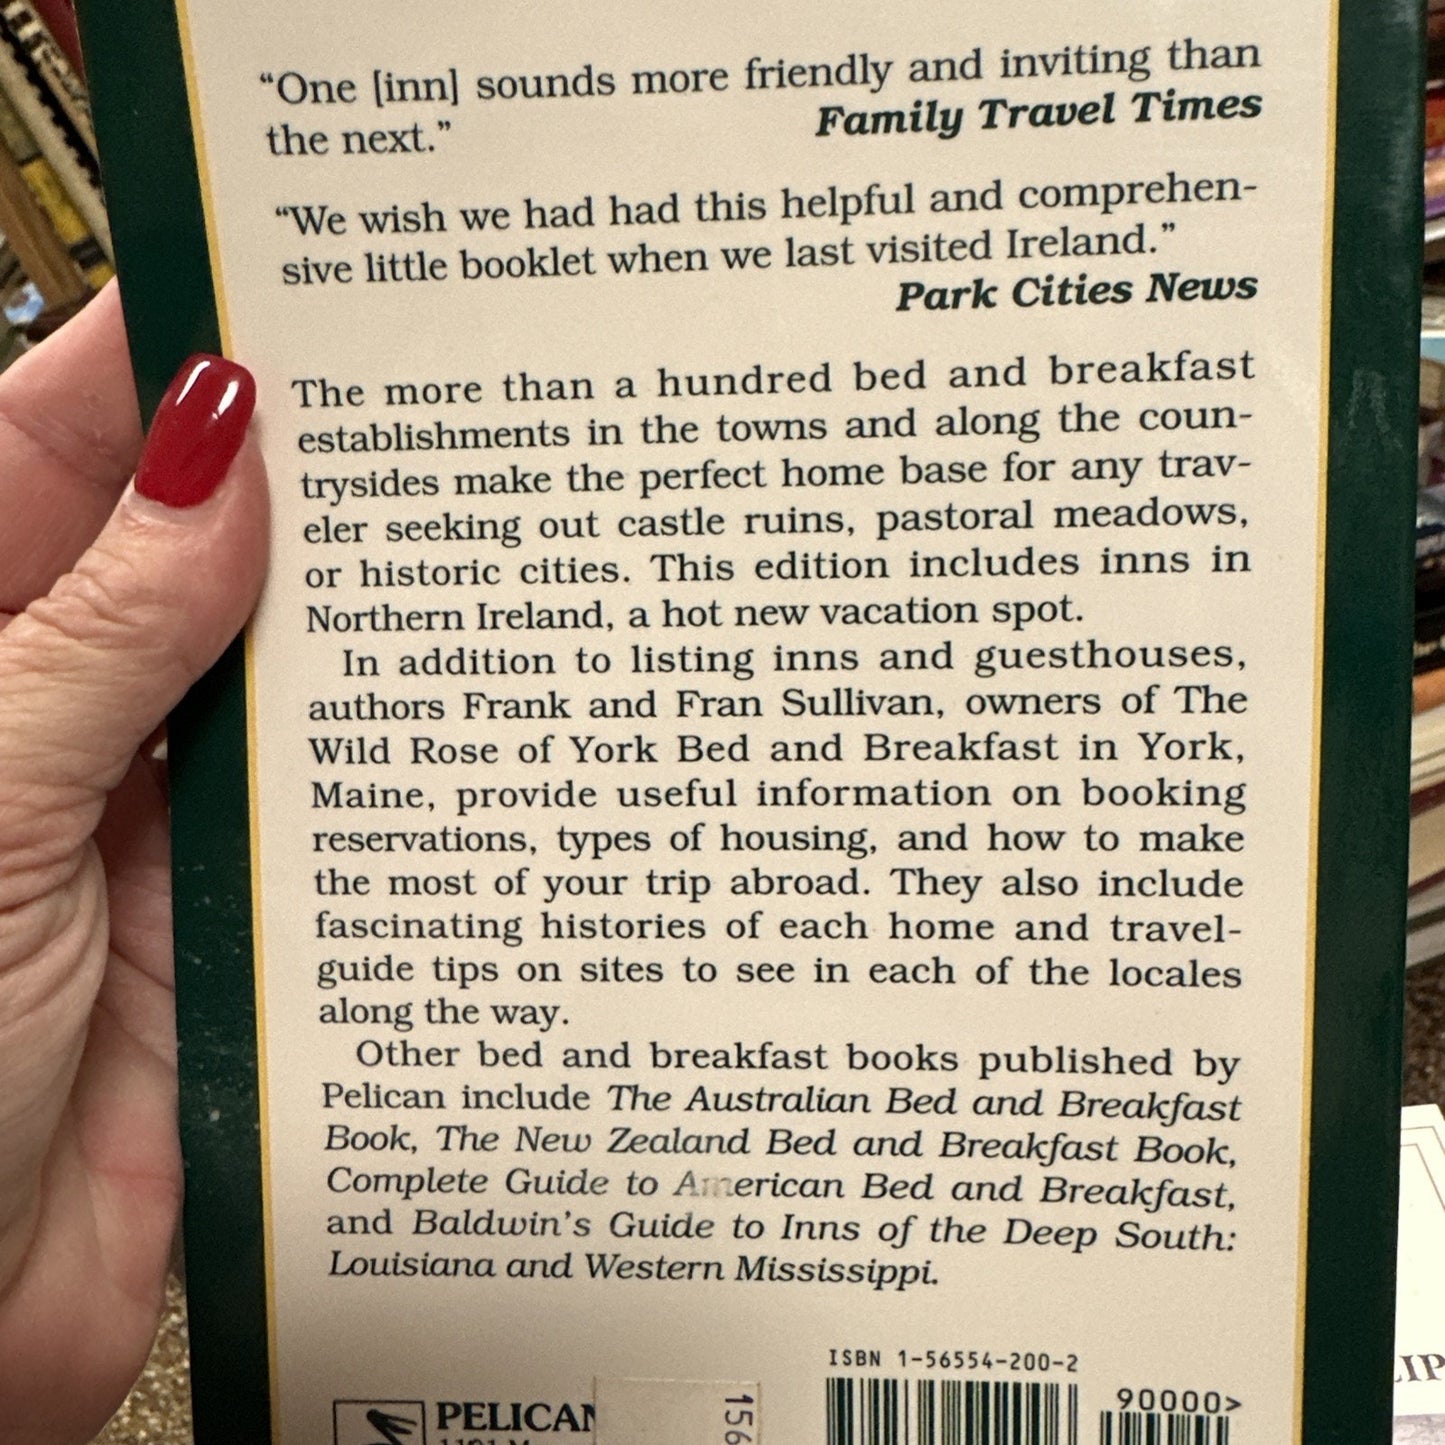 “One [inn] sounds more friendly and inviting than
the next.”
Family Travel Times
“We wish we had had this helpful and comprehen-
sive little booklet when we last visited Ireland.”
Park Cities News
The more than a hundred bed and breakfast
establishments in the towns and along the coun-
trysides make the perfect home base for any trav-
eler seeking out castle ruins, pastoral meadows,
or historic cities. This edition includes inns in
Northern Ireland, a hot new vacation spot.
In addition to listing inns and guesthouses,
authors Frank and Fran Sullivan, owners of The
Wild Rose of York Bed and Breakfast in York,
Maine, provide useful information on booking
reservations, types of housing, and how to make
the most of your trip abroad. They also include
fascinating histories of each home and travel-
guide tips on sites to see in each of the locales
along the way.
Other bed and breakfast books published by
Pelican include The Australian Bed and Breakfast
Book, The New Zealand Bed and Breakfast Book,
Complete Guide to American Bed and Breakfast,
and Baldwin’s Guide to Inns of the Deep South:
Louisiana and Western Mississippi.
ISBN 1-56554-200-2
90000>
PELICAN
156